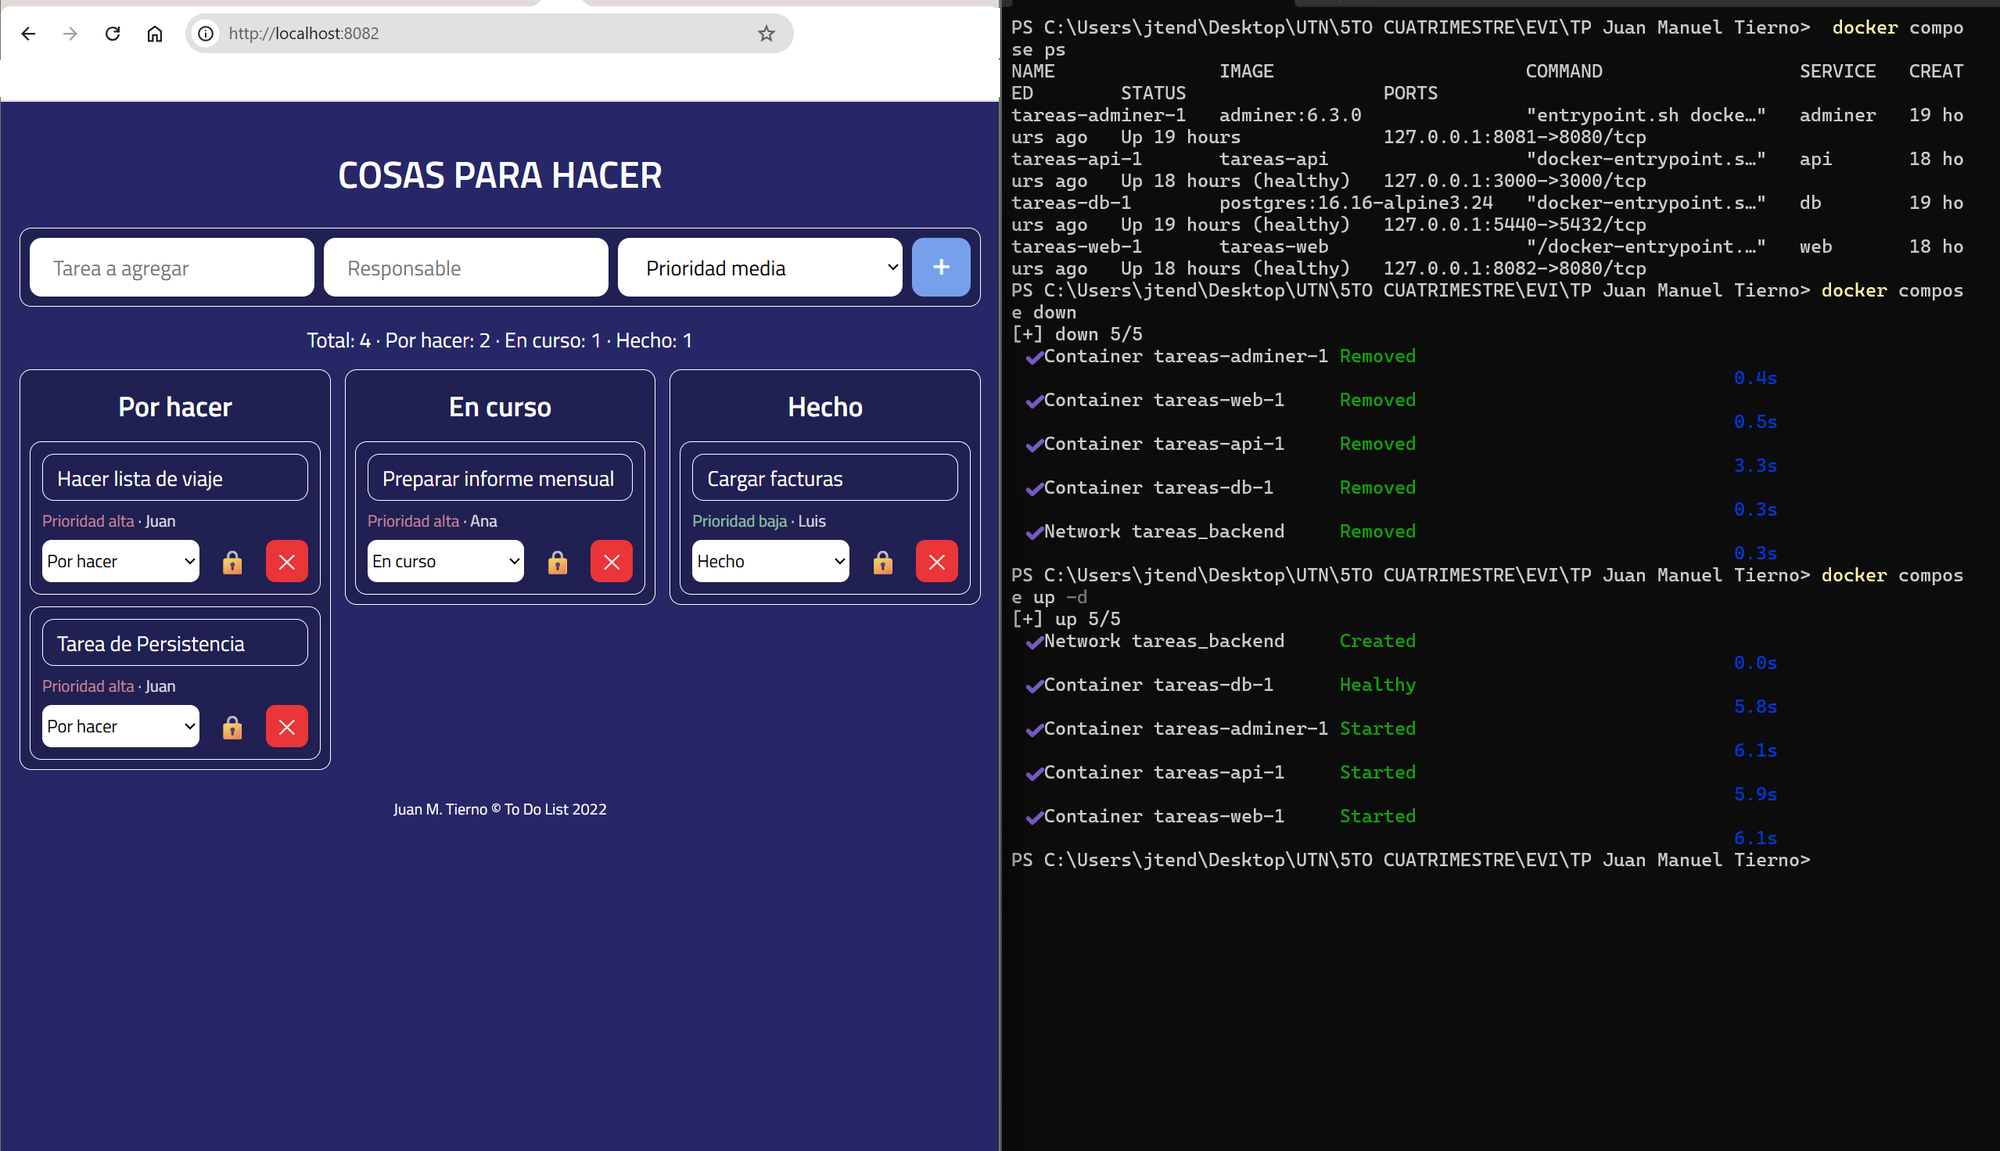 http://localhost:8082
COSAS PARA HACER
Tarea a agregar
Responsable
Prioridad media
+
Total: 4 · Por hacer: 2 · En curso: 1 · Hecho: 1
Por hacer
Hacer lista de viaje
Prioridad alta · Juan
Por hacer
Tarea de Persistencia
Prioridad alta · Juan
Por hacer
En curso
Preparar informe mensual
Prioridad alta · Ana
En curso
Hecho
Cargar facturas
Prioridad baja · Luis
Hecho
Juan M. Tierno © To Do List 2022
PS C:\Users\jtend\Desktop\UTN\5TO CUATRIMESTRE\EVI\TP Juan Manuel Tierno>  docker compo
se ps
NAME               IMAGE                       COMMAND                  SERVICE   CREAT
ED        STATUS                  PORTS
tareas-adminer-1   adminer:6.3.0               "entrypoint.sh docke…"   adminer   19 ho
urs ago   Up 19 hours             127.0.0.1:8081->8080/tcp
tareas-api-1       tareas-api                  "docker-entrypoint.s…"   api       18 ho
urs ago   Up 18 hours (healthy)   127.0.0.1:3000->3000/tcp
tareas-db-1        postgres:16.16-alpine3.24   "docker-entrypoint.s…"   db        19 ho
urs ago   Up 19 hours (healthy)   127.0.0.1:5440->5432/tcp
tareas-web-1       tareas-web                  "/docker-entrypoint.…"   web       18 ho
urs ago   Up 18 hours (healthy)   127.0.0.1:8082->8080/tcp
PS C:\Users\jtend\Desktop\UTN\5TO CUATRIMESTRE\EVI\TP Juan Manuel Tierno> docker compos
e down
[+] down 5/5
✔Container tareas-adminer-1 Removed
0.4s
✔Container tareas-web-1     Removed
0.5s
✔Container tareas-api-1     Removed
3.3s
✔Container tareas-db-1      Removed
0.3s
✔Network tareas_backend     Removed
0.3s
PS C:\Users\jtend\Desktop\UTN\5TO CUATRIMESTRE\EVI\TP Juan Manuel Tierno> docker compos
e up -d
[+] up 5/5
✔Network tareas_backend     Created
0.0s
✔Container tareas-db-1      Healthy
5.8s
✔Container tareas-adminer-1 Started
6.1s
✔Container tareas-api-1     Started
5.9s
✔Container tareas-web-1     Started
6.1s
PS C:\Users\jtend\Desktop\UTN\5TO CUATRIMESTRE\EVI\TP Juan Manuel Tierno>